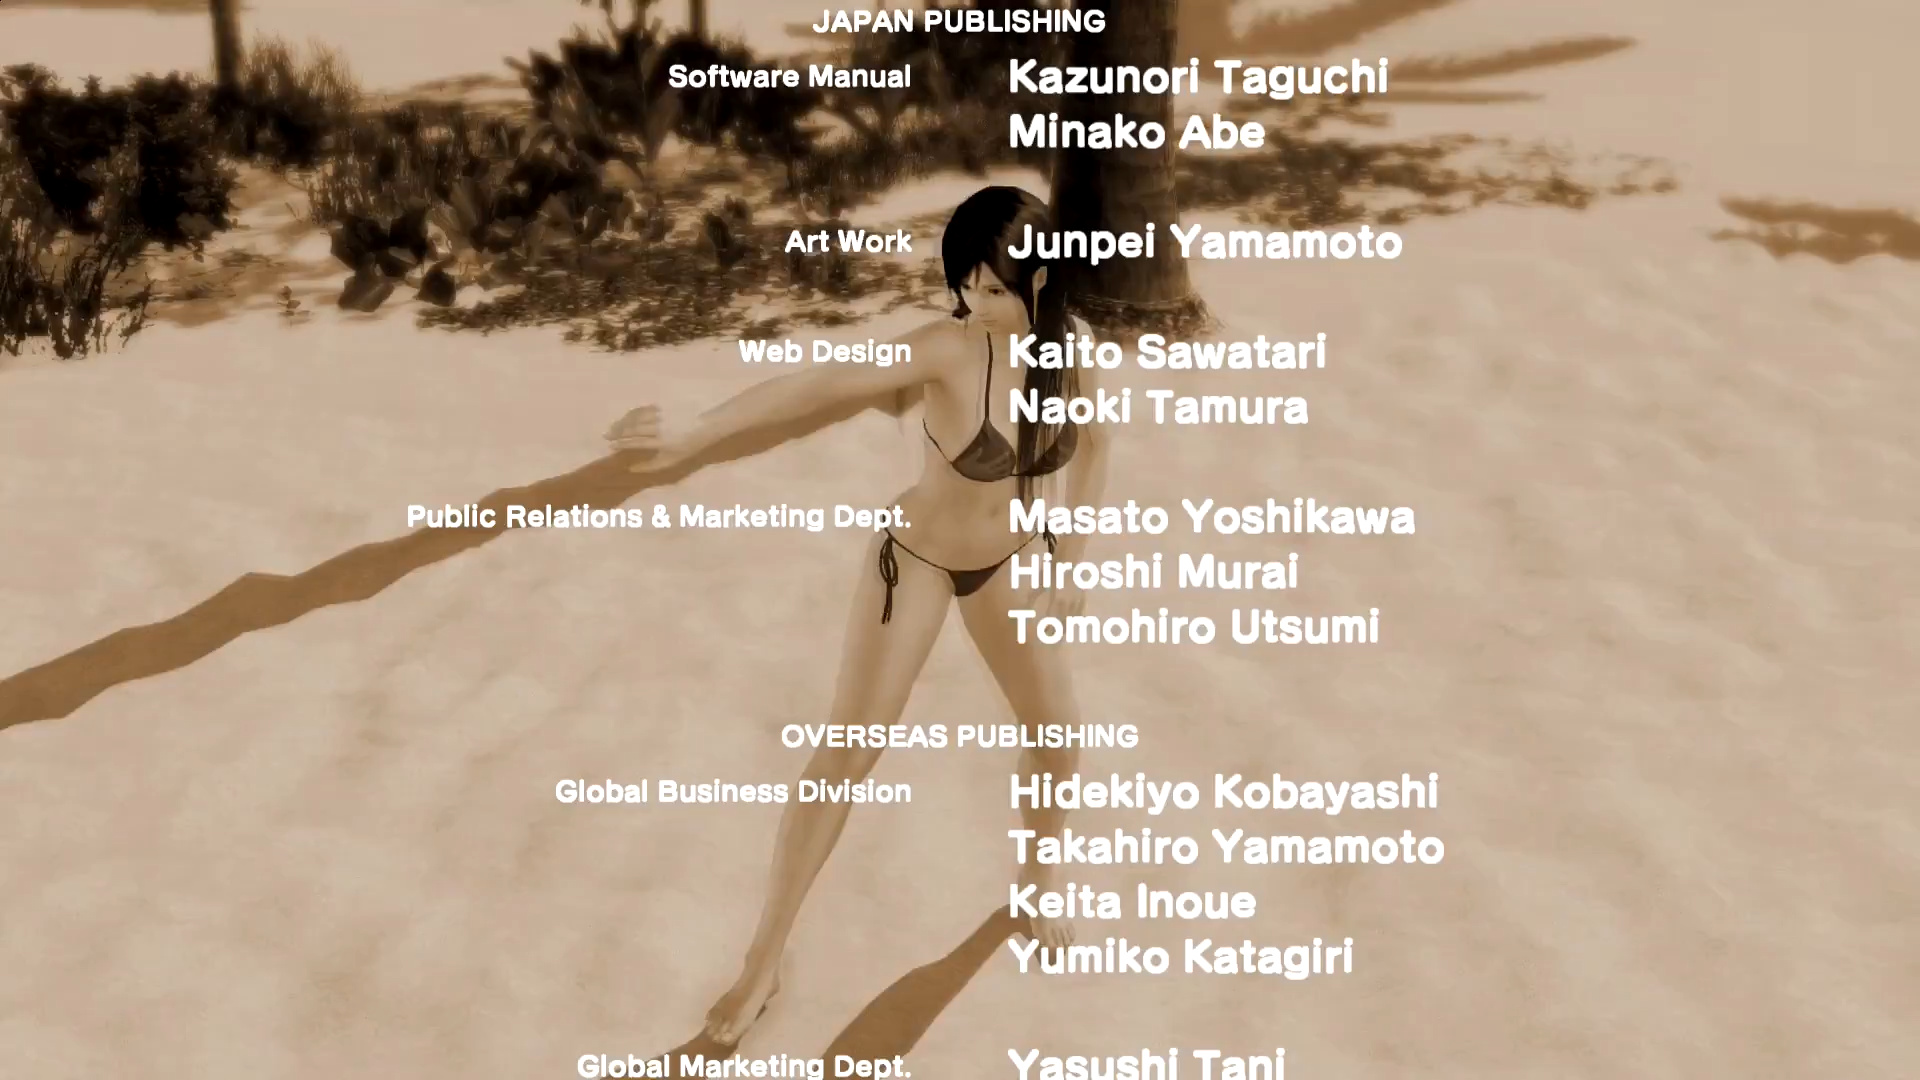 JAPAN PUBLISHING
Software Manual Kazunori Taguchi
Minako Abe
Art Work Junpei Yamamoto
Web Design Kaito Sawatari
Naoki Tamura
Public Relations & Marketing Dept. Masato Yoshikawa
Hiroshi Murai
Tomohiro Utsumi
OVERSEAS PUBLISHING
Global Business Division Hidekiyo Kobayashi
Takahiro Yamamoto
Keita Inoue
Yumiko Katagiri
Global Marketing Dept. Yasushi Tani